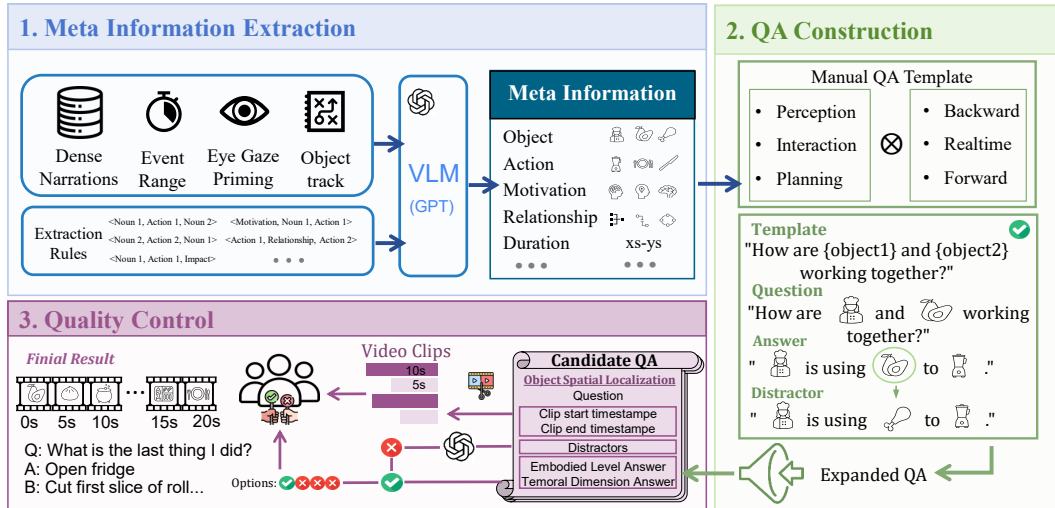 1. Meta Information Extraction
Dense
Narrations
Event
Range
Eye Gaze
Priming
Object
track
Extraction
Rules
<Noun 1, Action 1, Noun 2>
<Motivation, Noun 1, Action 1>
<Noun 2, Action 2, Noun 1>
<Action 1, Relationship, Action 2>
<Noun 1, Action 1, Impact>
VLM
(GPT)
Meta Information
Object
Action
Motivation
Relationship
Duration
xs-ys
2. QA Construction
Manual QA Template
• Perception
• Interaction
• Planning
• Backward
• Realtime
• Forward
Template
"How are {object1} and {object2}
working together?"
Question
"How are and working
together?"
Answer
" is using to ."
Distractor
" is using to ."
Expanded QA
3. Quality Control
Finial Result
0s 5s 10s 15s 20s
Q: What is the last thing I did?
A: Open fridge
B: Cut first slice of roll...
Options:
Video Clips
10s
5s
Candidate QA
Object Spatial Localization
Question
Clip start timestampe
Clip end timestampe
Distractors
Embodied Level Answer
Temoral Dimension Answer